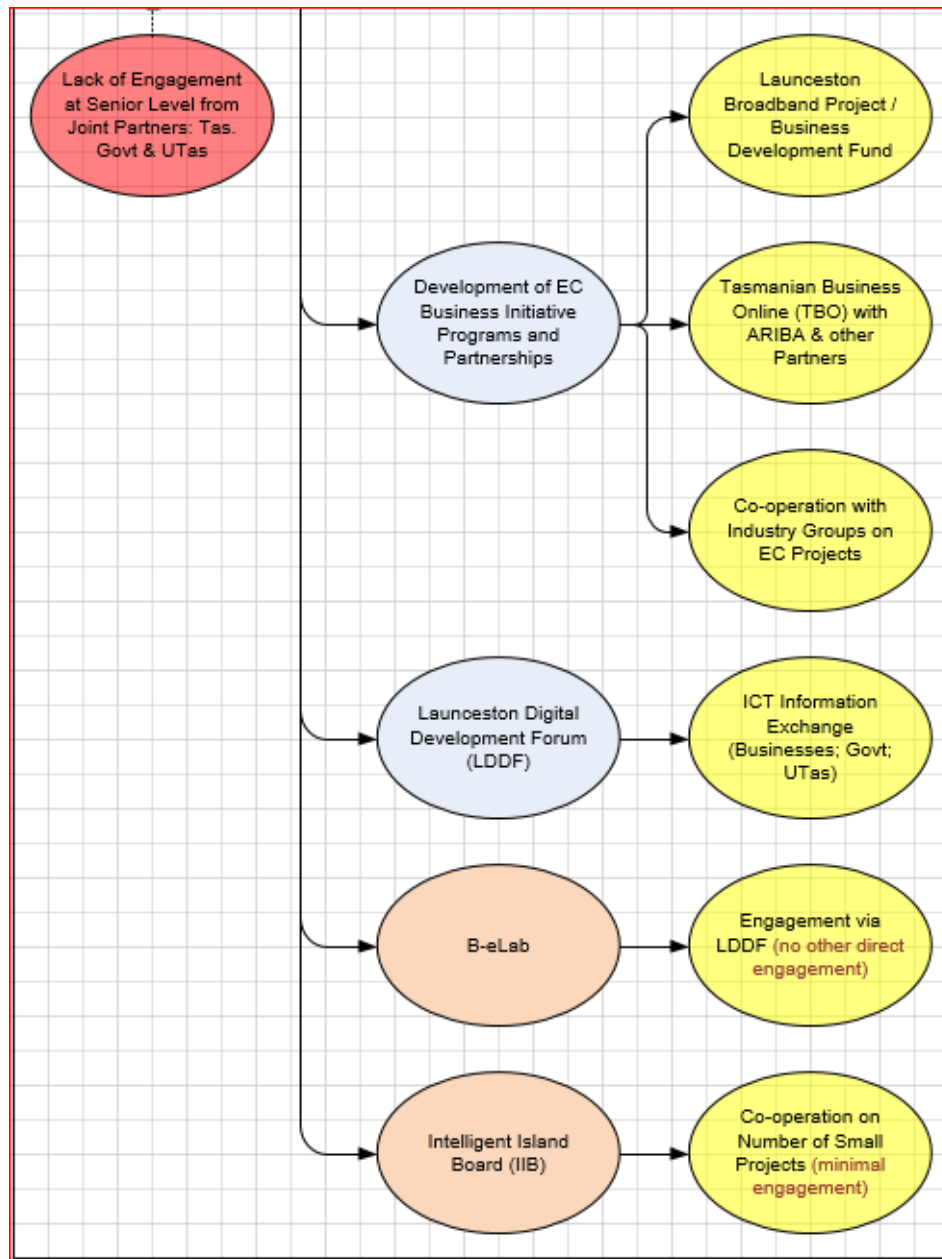 Lack of Engagement
at Senior Level from
Joint Partners: Tas.
Govt & UTas
Launceston
Broadband Project /
Business
Development Fund
Development of EC
Business Initiative
Programs and
Partnerships
Tasmanian Business
Online (TBO) with
ARIBA & other
Partners
Co-operation with
Industry Groups on
EC Projects
Launceston Digital
Development Forum
(LDDF)
ICT Information
Exchange
(Businesses; Govt;
UTas)
B-eLab
Engagement via
LDDF (no other direct
engagement)
Intelligent Island
Board (IIB)
Co-operation on
Number of Small
Projects (minimal
engagement)